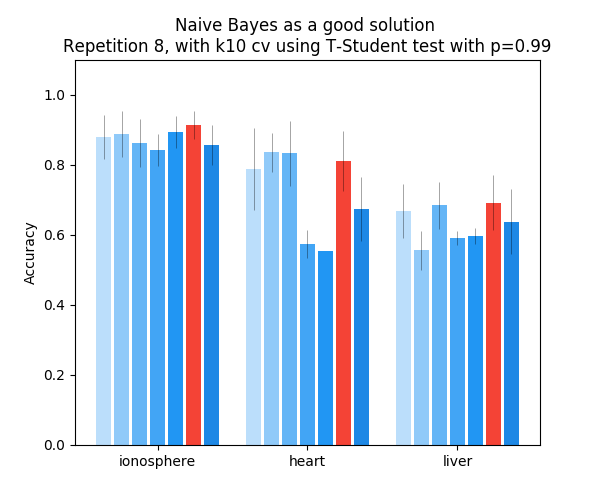 Naive Bayes as a good solution
Repetition 8, with k10 cv using T-Student test with p=0.99
1.0
0.8
0.6
0.4
0.2
0.0
Accuracy
ionosphere
heart
liver